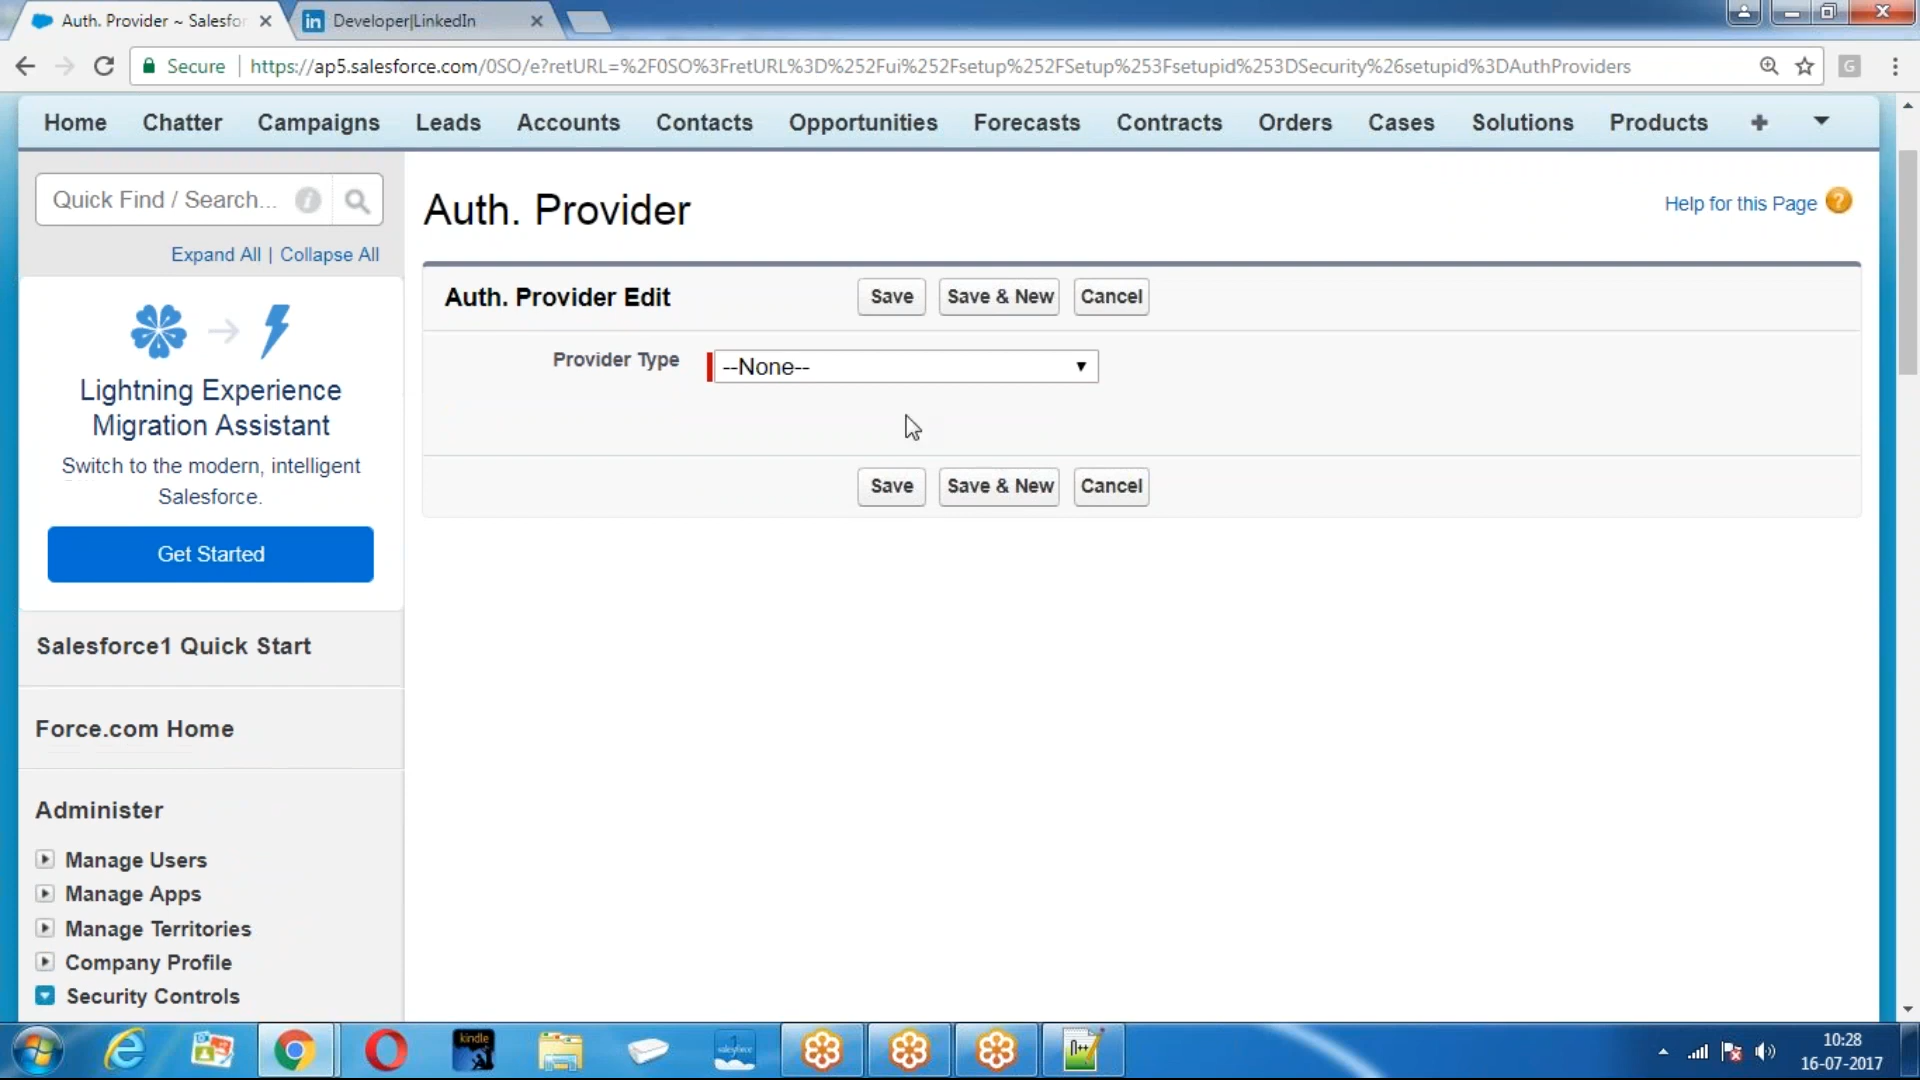 Auth. Provider ~ Salesfor
Developer|LinkedIn
Secure
https://ap5.salesforce.com/0SO/e?retURL=%2F0SO%3FretURL%3D%252Fui%252Fsetup%252FSetup%253Fsetupid%253DSecurity%26setupid%3DAuthProviders
Home Chatter Campaigns Leads Accounts Contacts Opportunities Forecasts Contracts Orders Cases Solutions Products +
Quick Find / Search...
Expand All | Collapse All
Lightning Experience
Migration Assistant
Switch to the modern, intelligent
Salesforce.
Get Started
Salesforce1 Quick Start
Force.com Home
Administer
Manage Users
Manage Apps
Manage Territories
Company Profile
Security Controls
Auth. Provider
Help for this Page ?
Auth. Provider Edit
Save Save & New Cancel
Provider Type --None--
Save Save & New Cancel
kindle
salesforce
10:28
16-07-2017